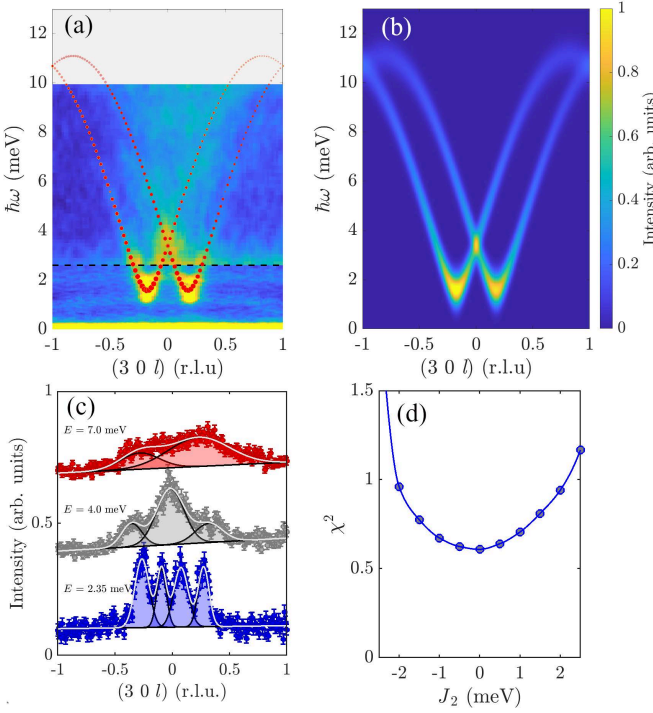 (a)
12
10
8
6
4
2
0
ħω (meV)
-1 -0.5 0 0.5 1
(3 0 l) (r.l.u)
(b)
12
10
8
6
4
2
0
ħω (meV)
-1 -0.5 0 0.5 1
(3 0 l) (r.l.u)
1
0.8
0.6
0.4
0.2
0
Intensity (arb. units)
(c)
1
0.5
0
Intensity (arb. units)
E = 7.0 meV
E = 4.0 meV
E = 2.35 meV
-1 -0.5 0 0.5 1
(3 0 l) (r.l.u.)
(d)
1.5
1
0.5
0
χ²
-2 -1 0 1 2
J₂ (meV)